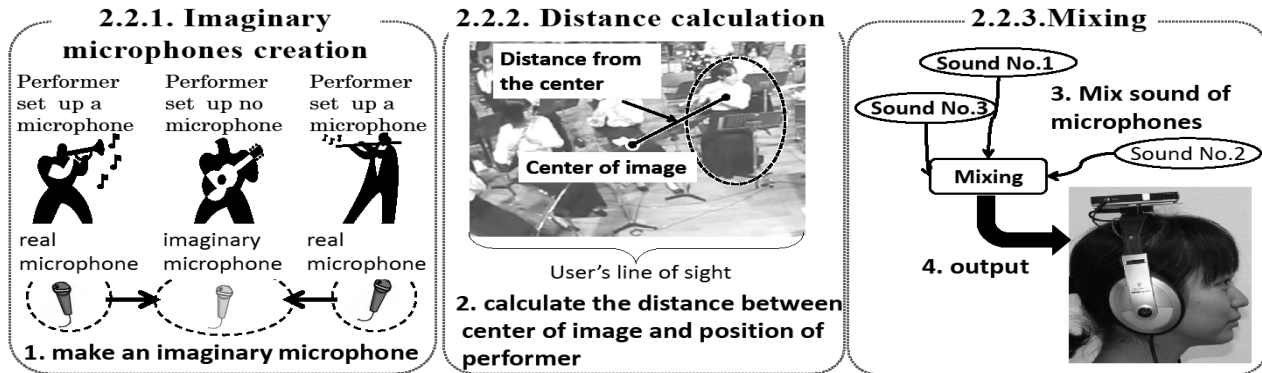 2.2.1. Imaginary
microphones creation
Performer
set up a
microphone
Performer
set up no
microphone
Performer
set up a
microphone
real
microphone
imaginary
microphone
real
microphone
1. make an imaginary microphone
2.2.2. Distance calculation
Distance from
the center
Center of image
User's line of sight
2. calculate the distance between
center of image and position of
performer
2.2.3.Mixing
Sound No.1
Sound No.3
3. Mix sound of
microphones
Sound No.2
Mixing
4. output